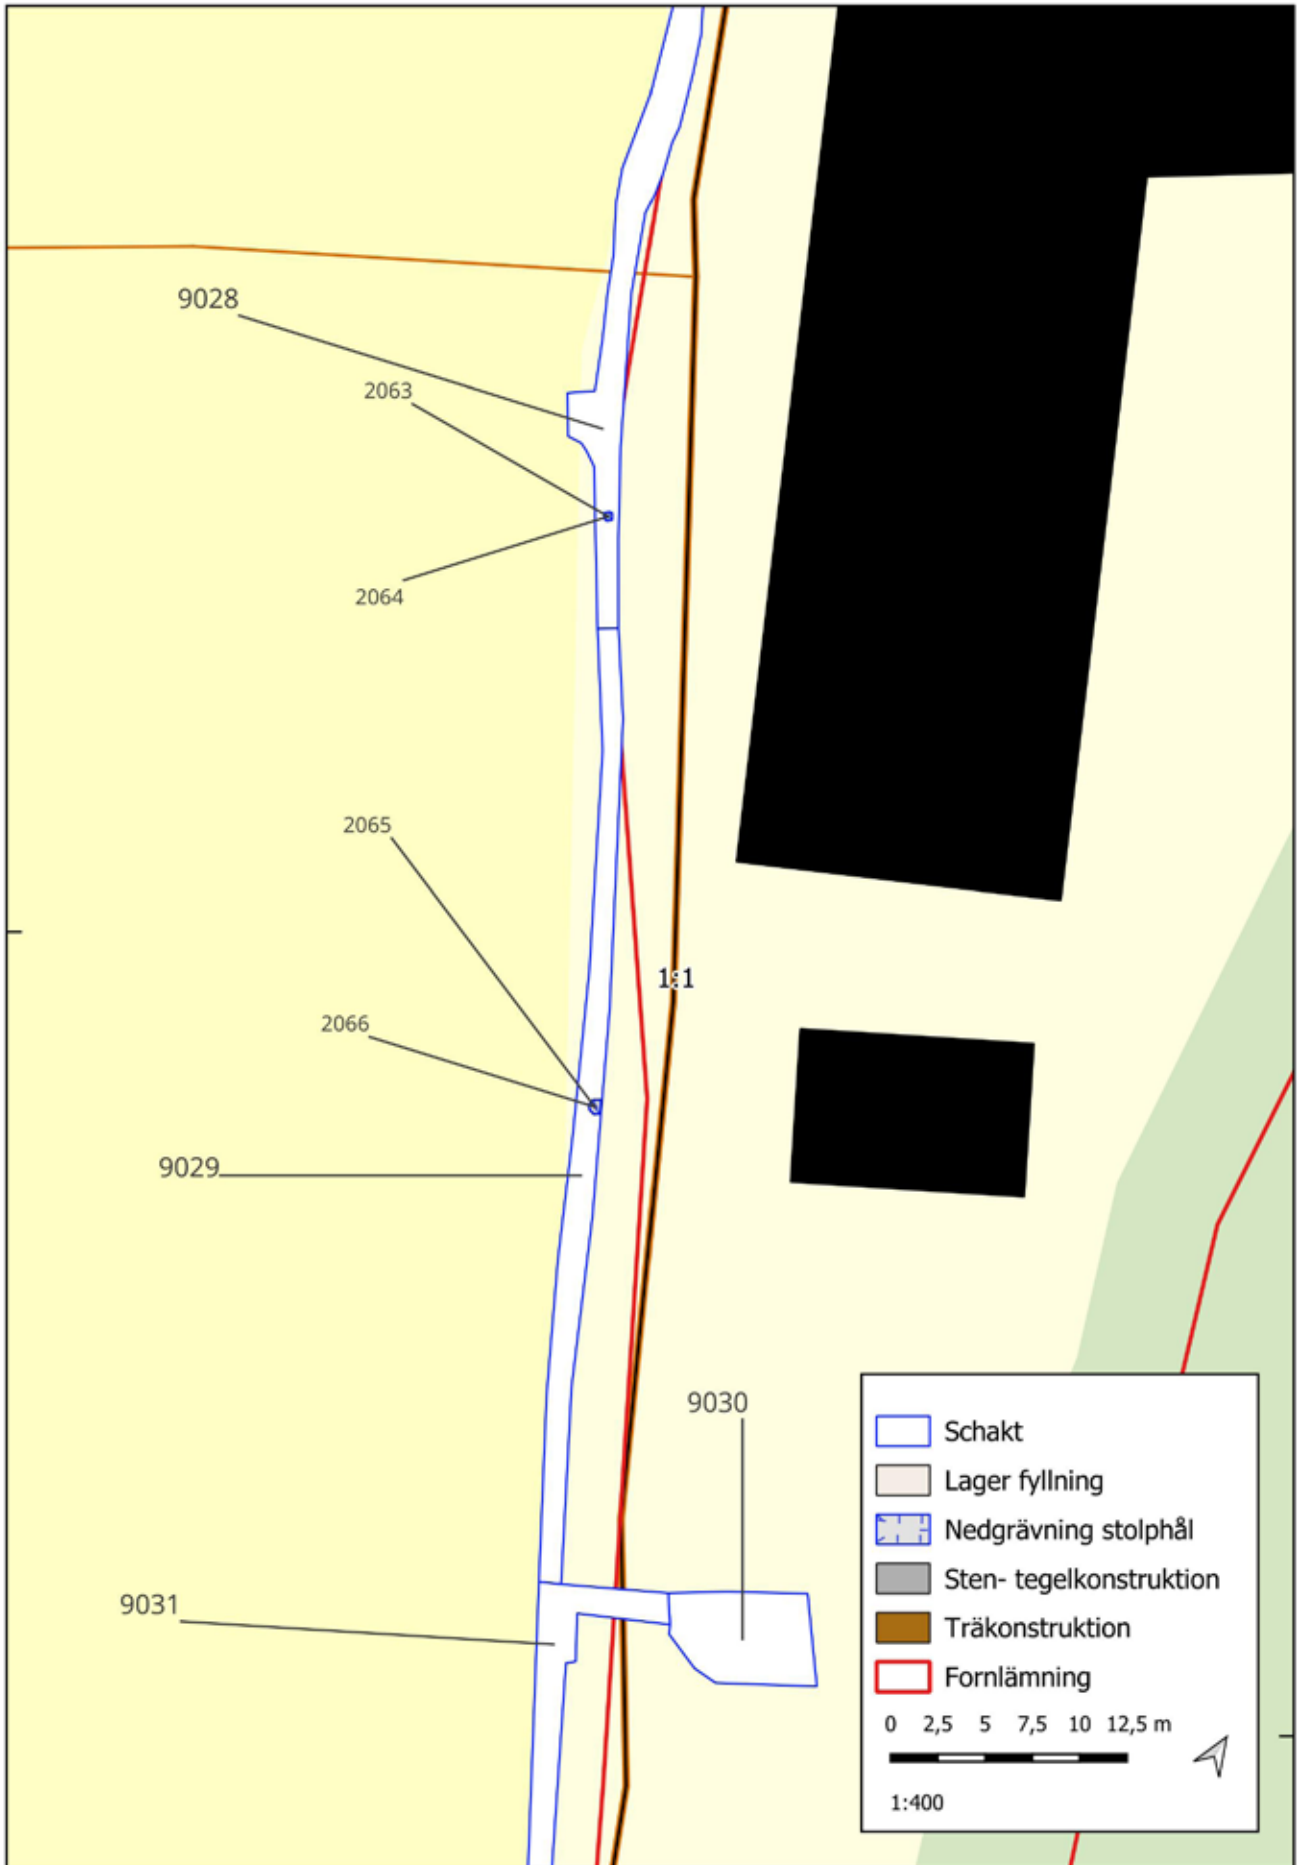 9028
2063
2064
2065
1:1
2066
9029
9030
9031
Schakt
Lager fyllning
Nedgrävning stolphål
Sten- tegelkonstruktion
Träkonstruktion
Fornlämning
0 2,5 5 7,5 10 12,5 m
1:400